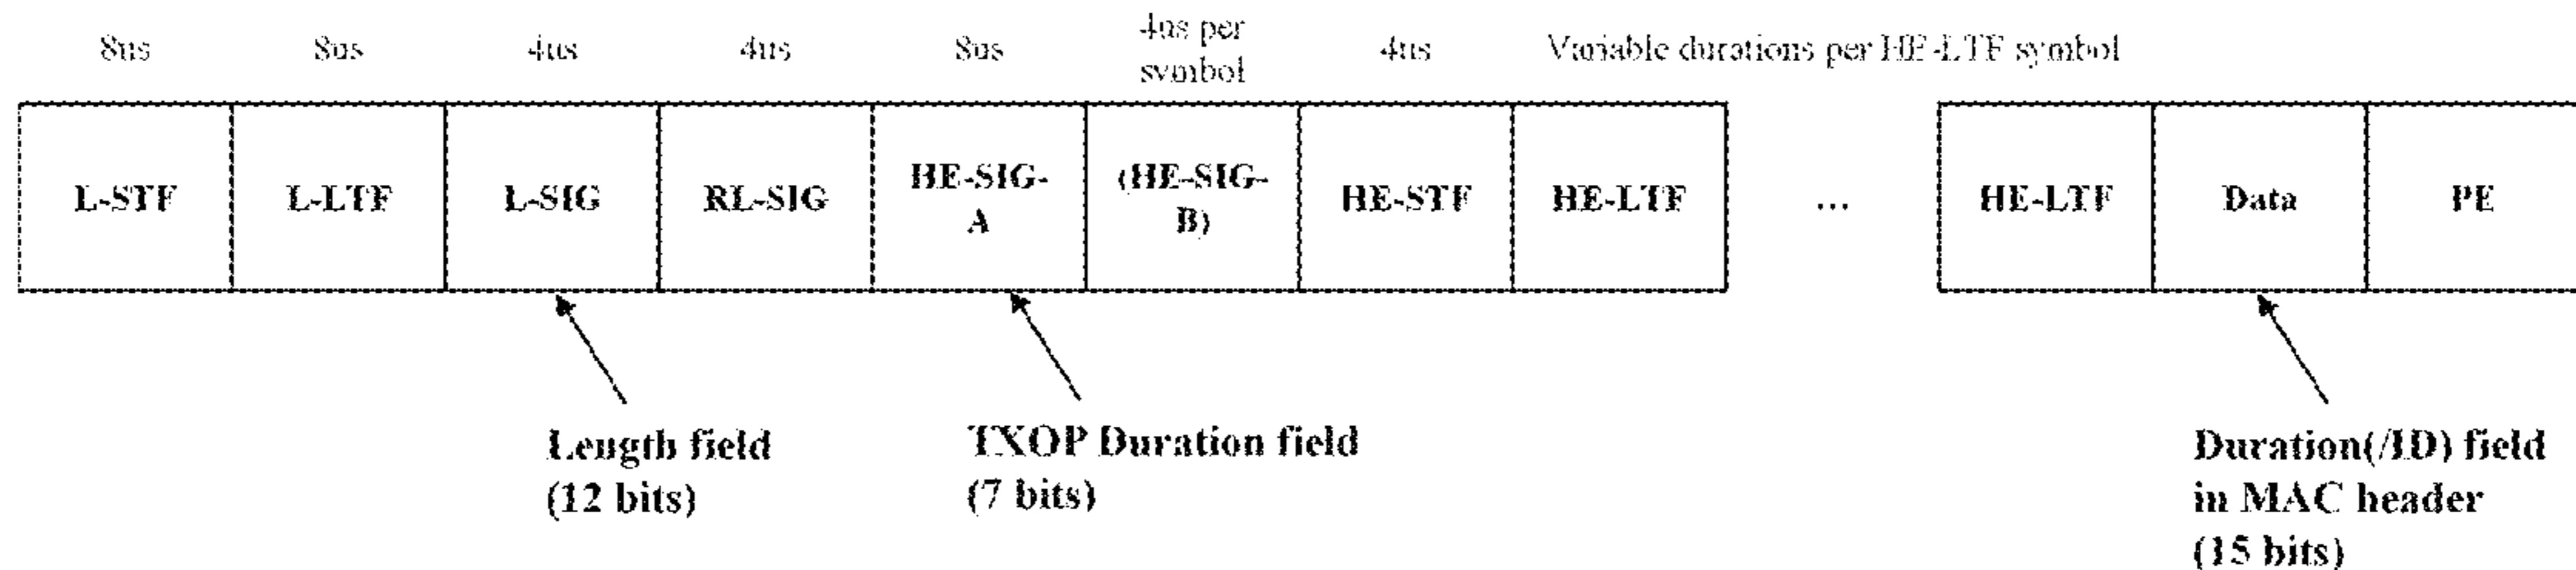 8us 8us 4us 4us 8us 4us per symbol 4us Variable durations per HE-LTF symbol
L-STF L-LTF L-SIG RL-SIG HE-SIG-A (HE-SIG-B) HE-STF HE-LTF ... HE-LTF Data PE
Length field
(12 bits)
TXOP Duration field
(7 bits)
Duration(/ID) field
in MAC header
(15 bits)